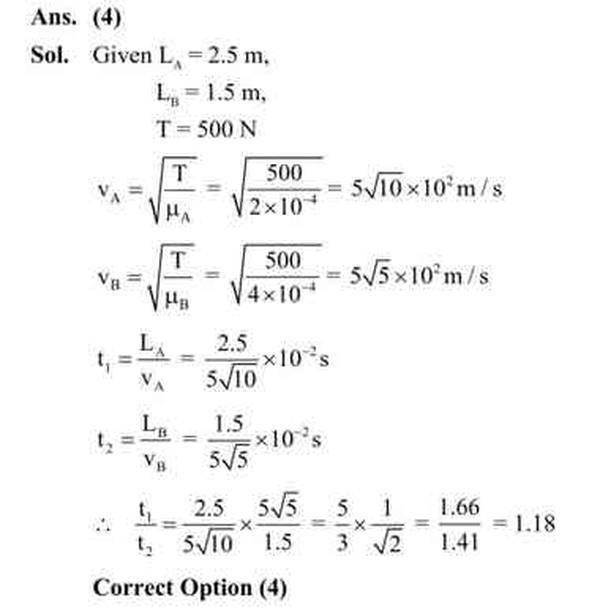 Ans. (4)
Sol. Given L_A = 2.5 m,
L_B = 1.5 m,
T = 500 N
v_A = √(T/μ_A) = √(500/(2×10⁻⁴)) = 5√10 ×10² m / s
v_B = √(T/μ_B) = √(500/(4×10⁻⁴)) = 5√5 ×10² m / s
t₁ = L_A/v_A = 2.5/(5√10) ×10⁻² s
t₂ = L_B/v_B = 1.5/(5√5) ×10⁻² s
∴ t₁/t₂ = 2.5/(5√10) × 5√5/1.5 = 5/3 × 1/√2 = 1.66/1.41 = 1.18
Correct Option (4)